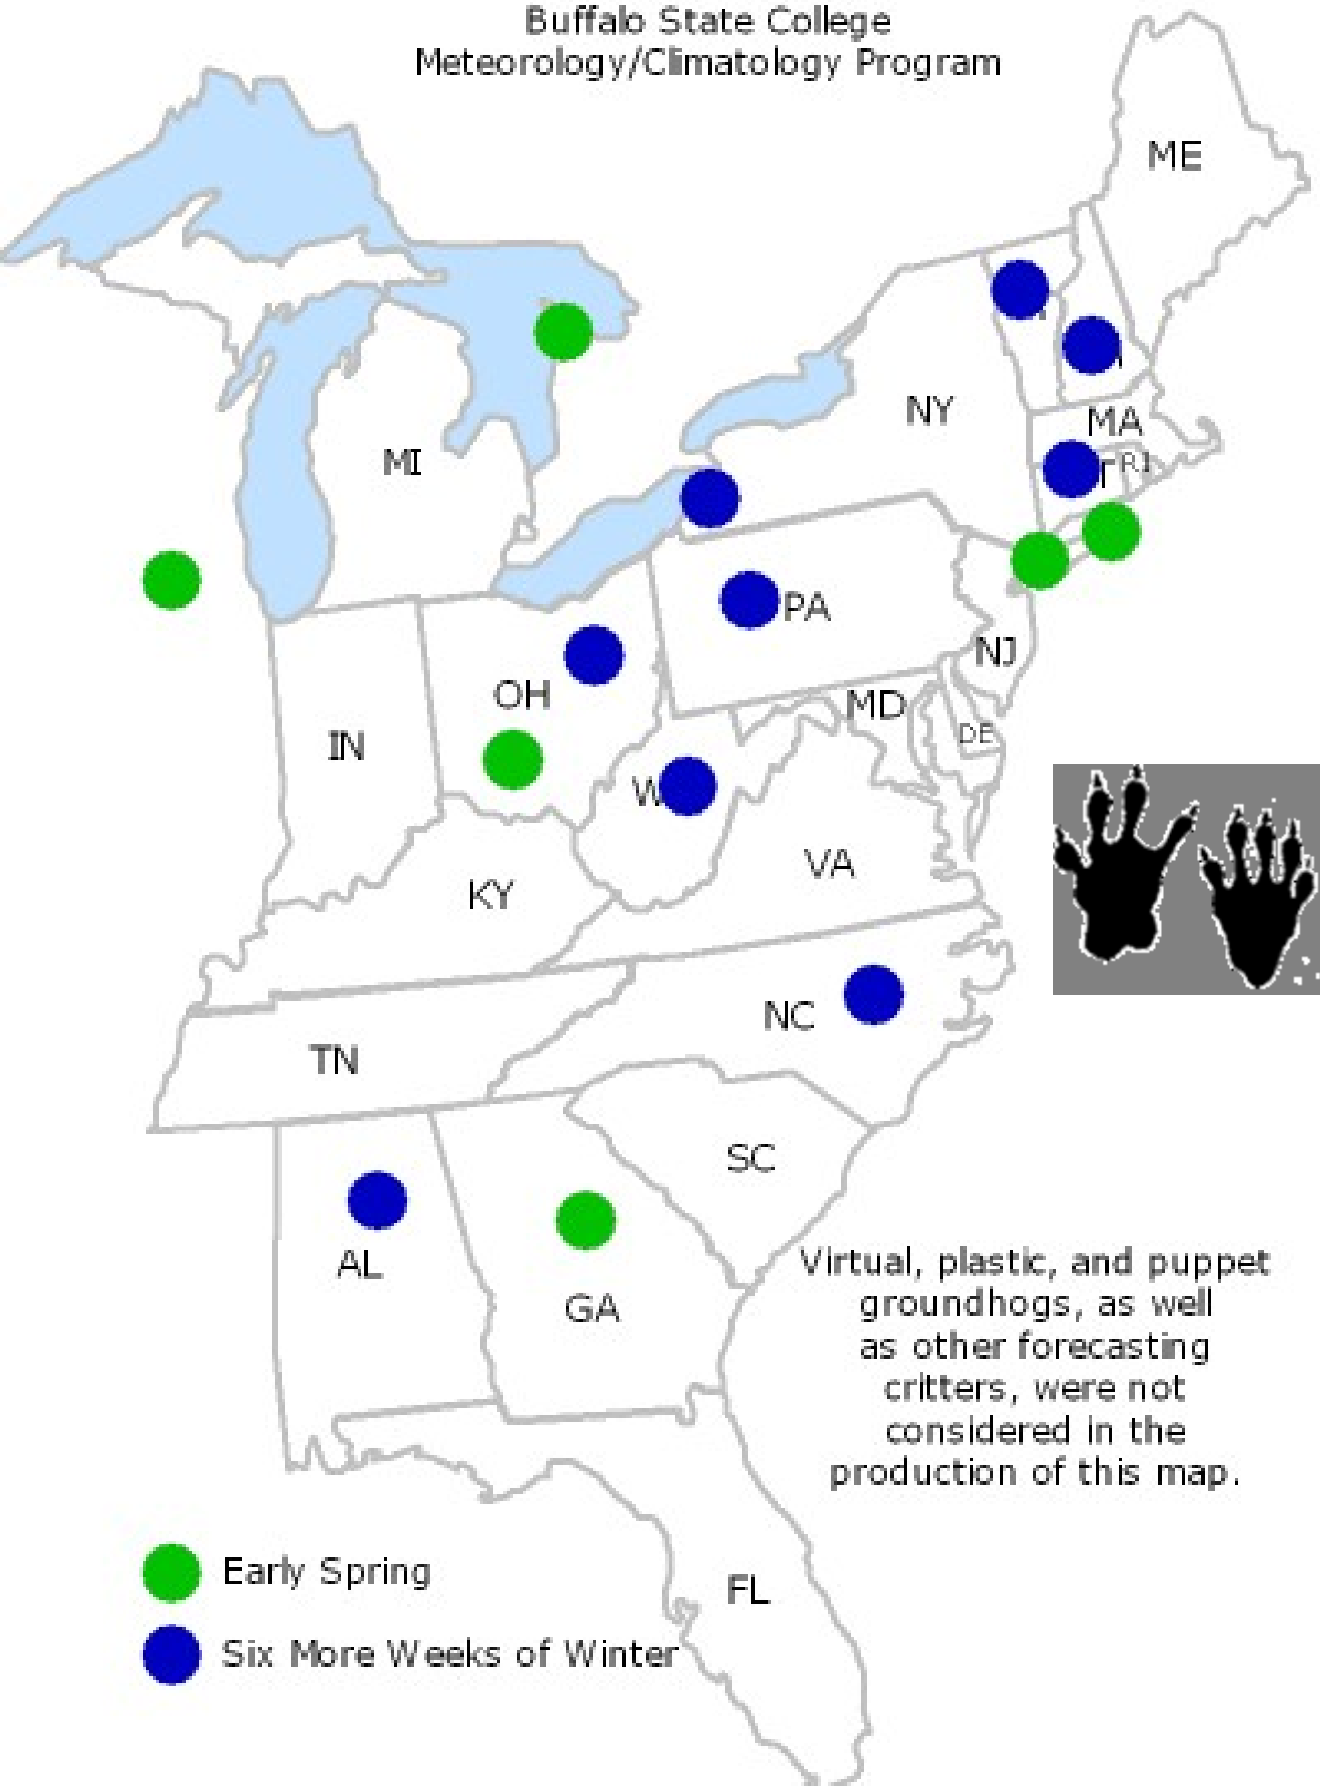 Buffalo State College
Meteorology/Climatology Program
ME
NY
MA
RI
MI
PA
NJ
OH
MD
DE
IN
W
VA
KY
NC
TN
SC
AL
GA
Virtual, plastic, and puppet
groundhogs, as well
as other forecasting
critters, were not
considered in the
production of this map.
Early Spring
FL
Six More Weeks of Winter